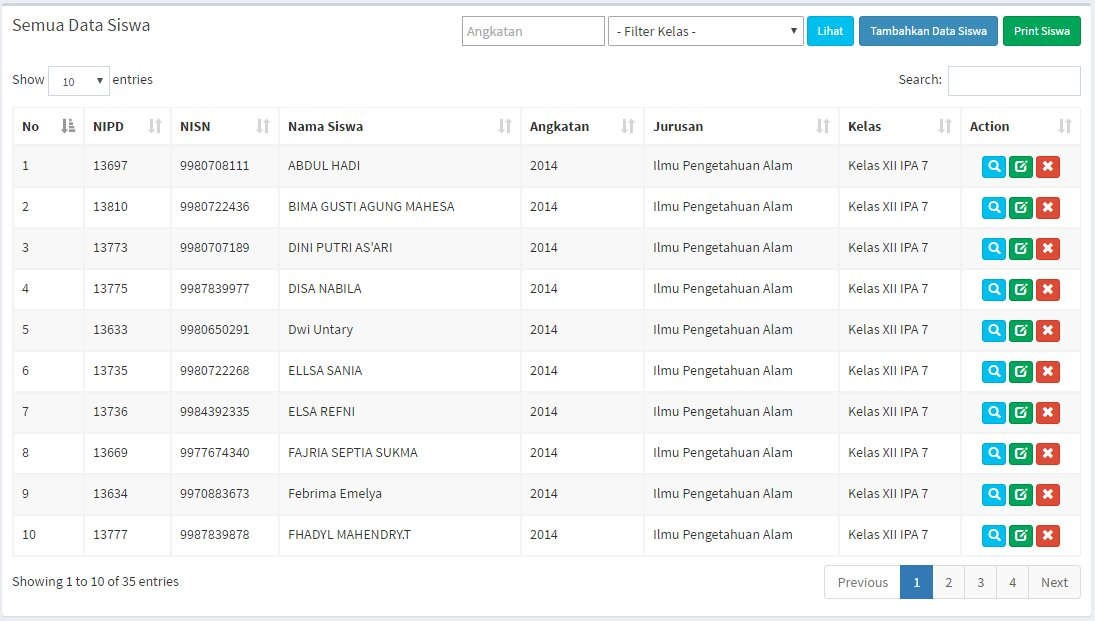 Semua Data Siswa
Angkatan - Filter Kelas - Lihat Tambahkan Data Siswa Print Siswa
Show 10 entries Search:
No NIPD NISN Nama Siswa Angkatan Jurusan Kelas Action
1 13697 9980708111 ABDUL HADI 2014 Ilmu Pengetahuan Alam Kelas XII IPA 7
2 13810 9980722436 BIMA GUSTI AGUNG MAHESA 2014 Ilmu Pengetahuan Alam Kelas XII IPA 7
3 13773 9980707189 DINI PUTRI AS'ARI 2014 Ilmu Pengetahuan Alam Kelas XII IPA 7
4 13775 9987839977 DISA NABILA 2014 Ilmu Pengetahuan Alam Kelas XII IPA 7
5 13633 9980650291 Dwi Untary 2014 Ilmu Pengetahuan Alam Kelas XII IPA 7
6 13735 9980722268 ELLSA SANIA 2014 Ilmu Pengetahuan Alam Kelas XII IPA 7
7 13736 9984392335 ELSA REFNI 2014 Ilmu Pengetahuan Alam Kelas XII IPA 7
8 13669 9977674340 FAJRIA SEPTIA SUKMA 2014 Ilmu Pengetahuan Alam Kelas XII IPA 7
9 13634 9970883673 Febrima Emelya 2014 Ilmu Pengetahuan Alam Kelas XII IPA 7
10 13777 9987839878 FHADYL MAHENDRY.T 2014 Ilmu Pengetahuan Alam Kelas XII IPA 7
Showing 1 to 10 of 35 entries Previous 1 2 3 4 Next